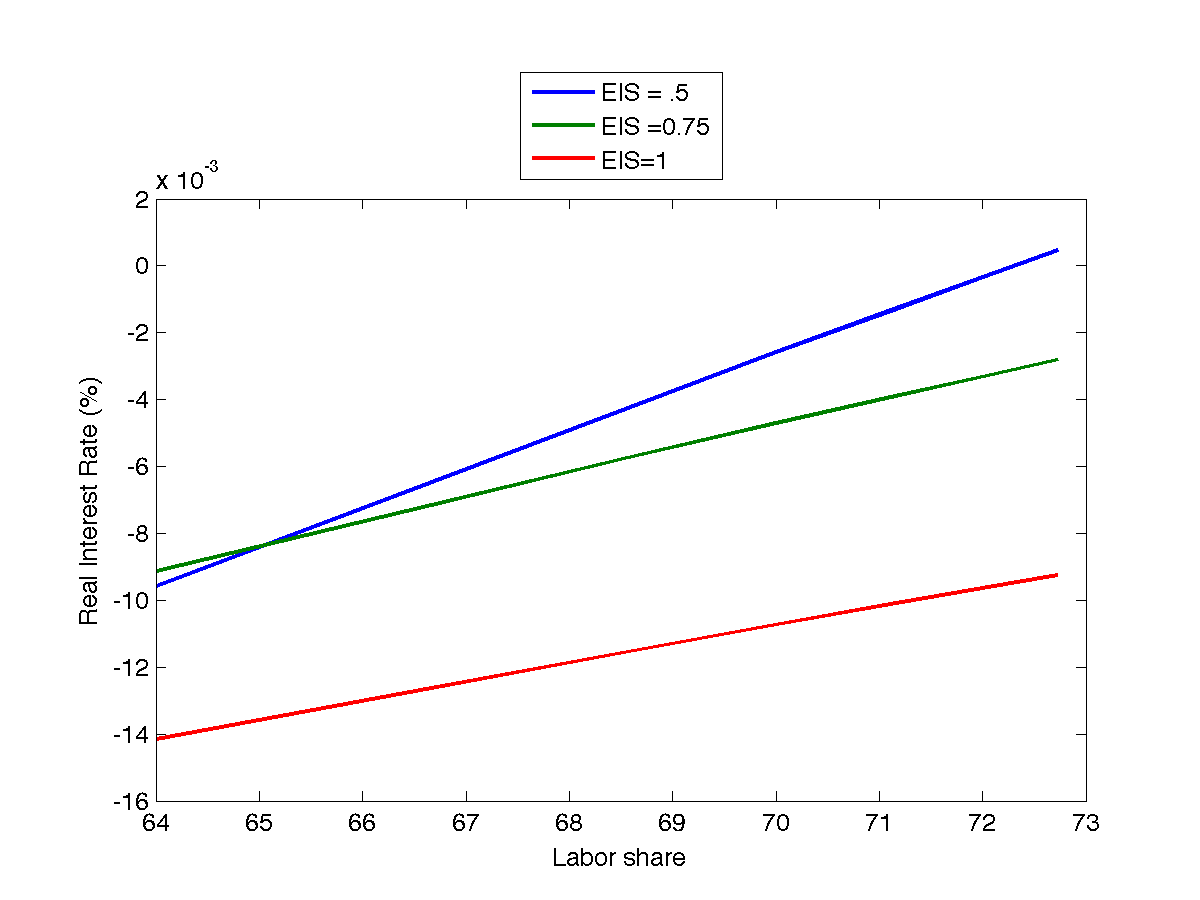 EIS = .5
EIS =0.75
EIS=1
x 10-3
2
0
-2
-4
-6
-8
-10
-12
-14
-16
64 65 66 67 68 69 70 71 72 73
Labor share
Real Interest Rate (%)